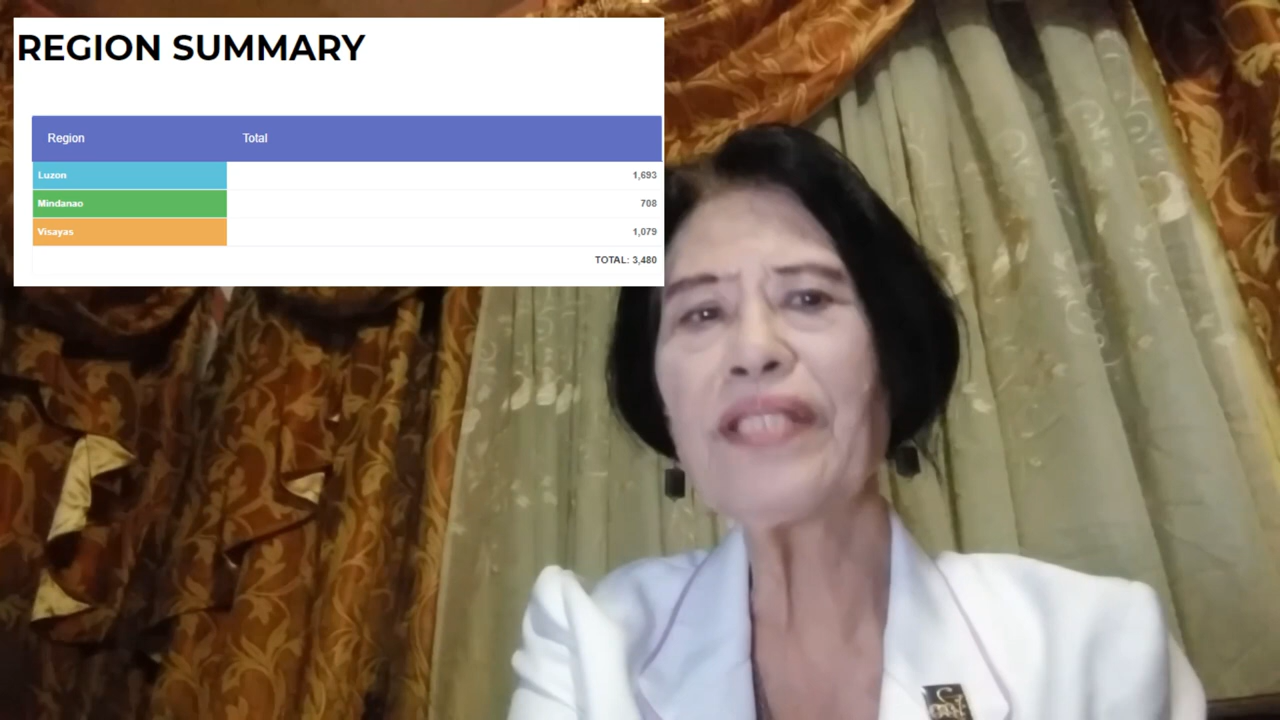 REGION SUMMARY
Region Total
Luzon 1,693
Mindanao 708
Visayas 1,079
TOTAL: 3,480